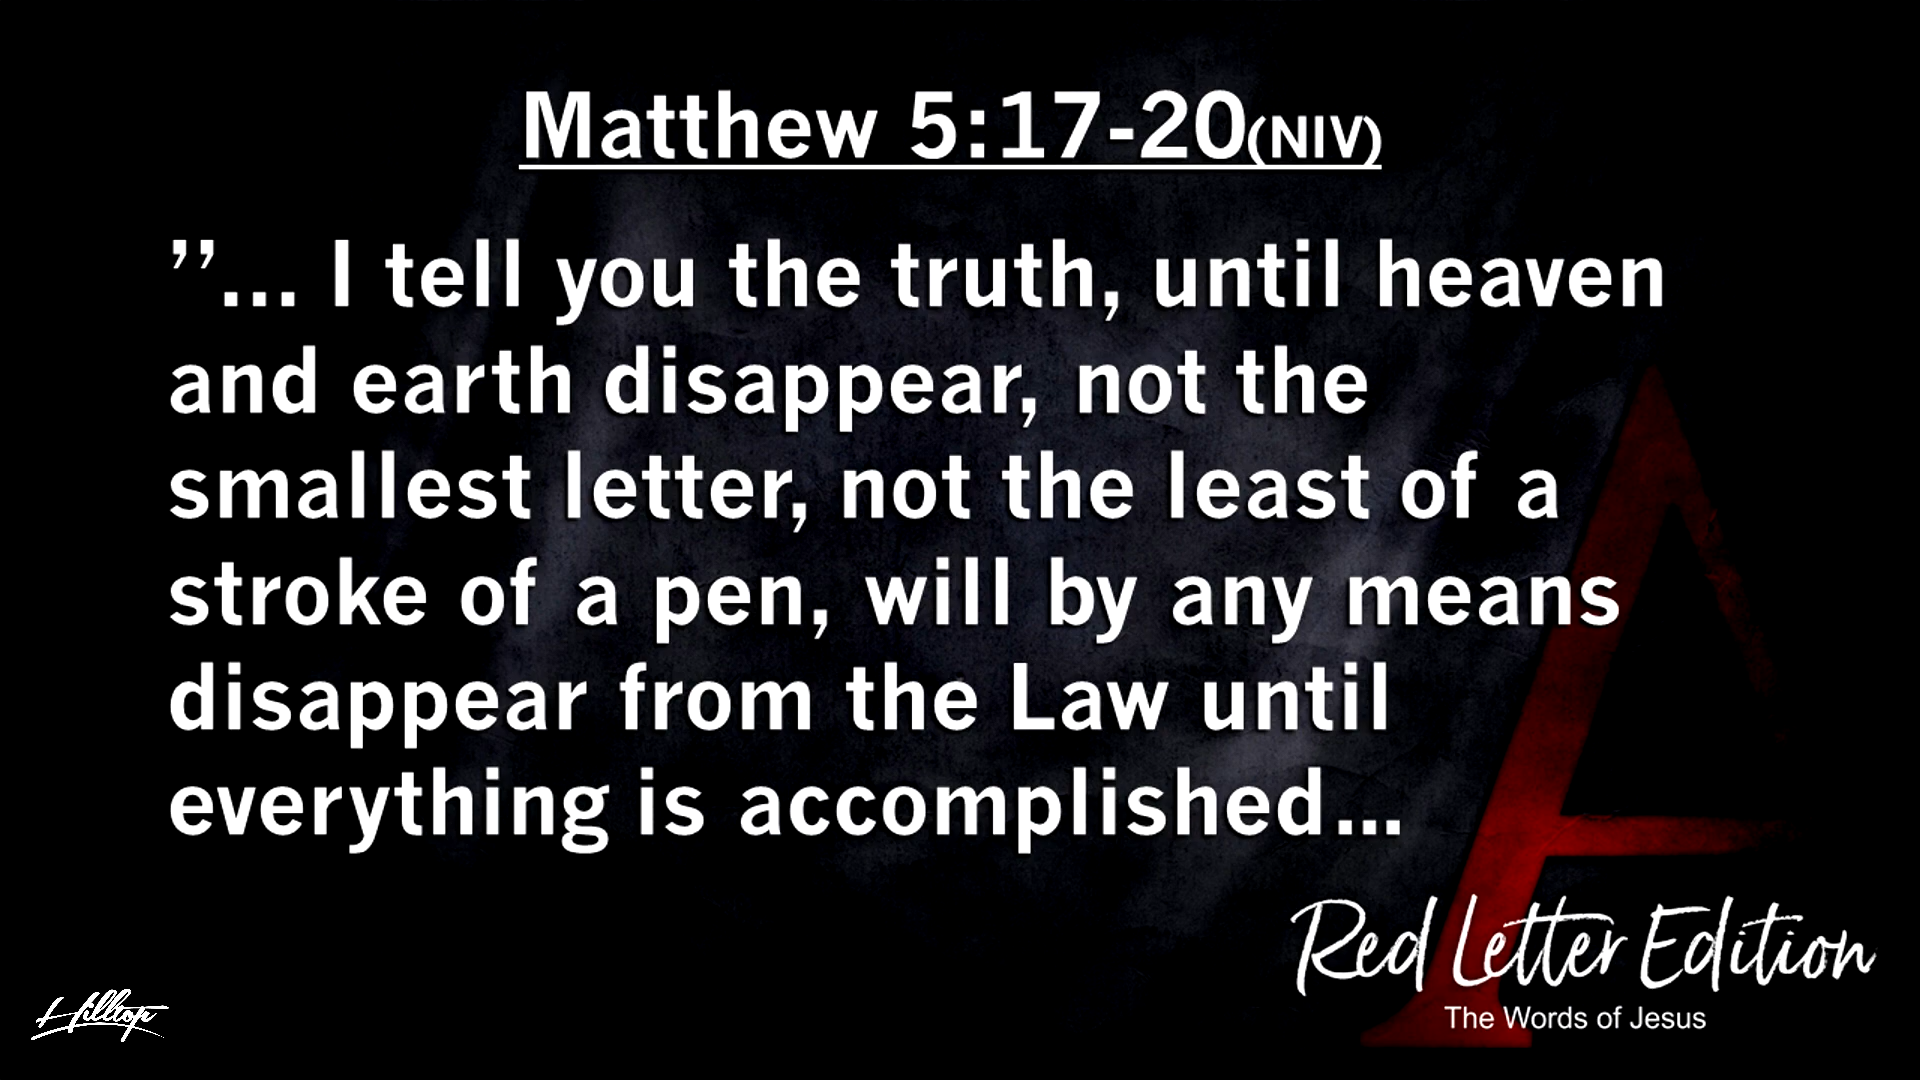 Matthew 5:17-20(NIV)
”... I tell you the truth, until heaven
and earth disappear, not the
smallest letter, not the least of a
stroke of a pen, will by any means
disappear from the Law until
everything is accomplished...
Red Letter Edition
The Words of Jesus
Hilltop